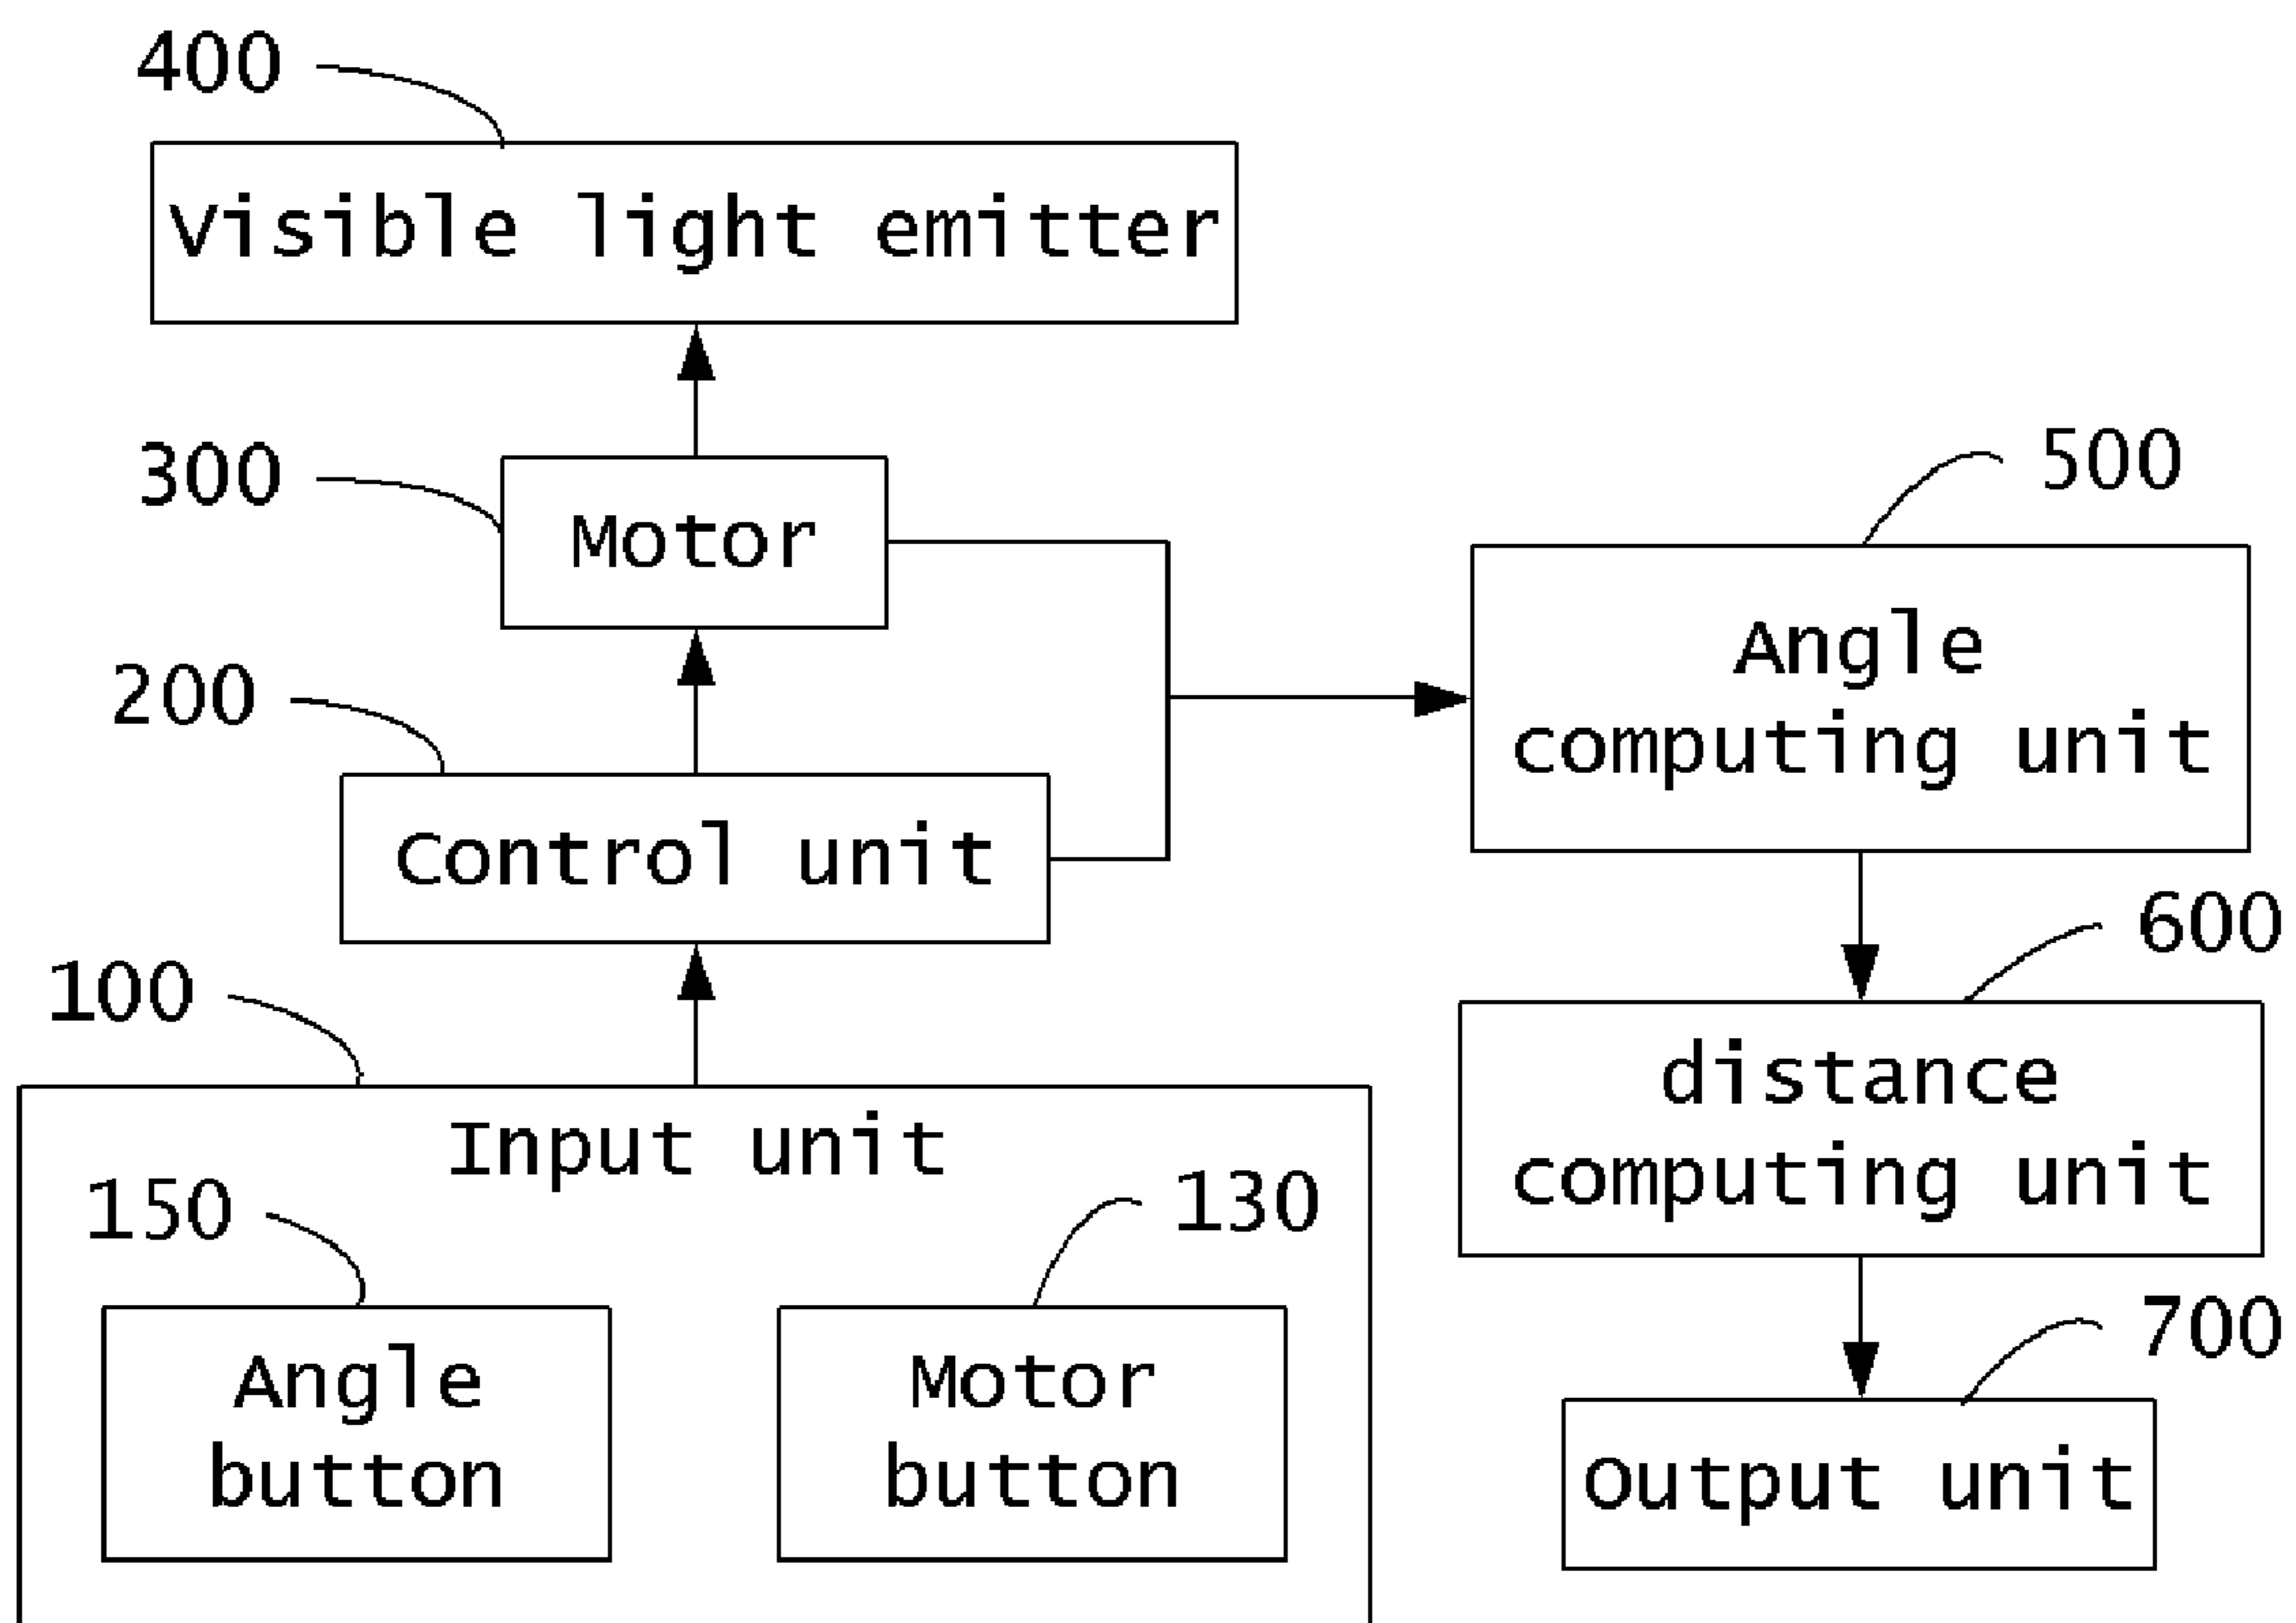 400
Visible light emitter
300
Motor
500
Angle
computing unit
200
Control unit
600
distance
computing unit
100
Input unit
150
130
Angle
button
Motor
button
700
Output unit